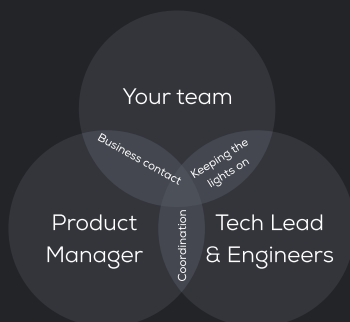 Your team
Business contact
Keeping the
lights on
Product
Manager
Coordination
Tech Lead
& Engineers